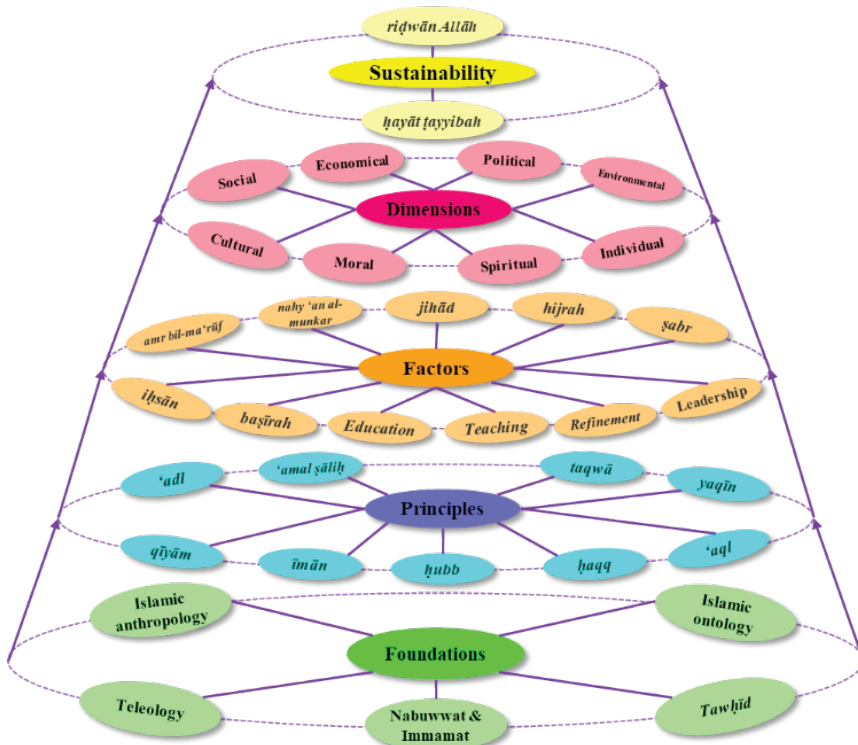 riḍwān Allāh
Sustainability
ḥayāt ṭayyibah
Social
Economical
Political
Environmental
Dimensions
Cultural
Moral
Spiritual
Individual
amr bil-ma‘rūf
nahy ‘an al-
munkar
jihād
hijrah
ṣabr
Factors
iḥsān
baṣīrah
Education
Teaching
Refinement
Leadership
‘adl
‘amal ṣāliḥ
taqwā
yaqīn
Principles
qīyām
īmān
ḥubb
ḥaqq
‘aql
Islamic
anthropology
Islamic
ontology
Foundations
Teleology
Nabuwwat &
Immamat
Tawḥīd